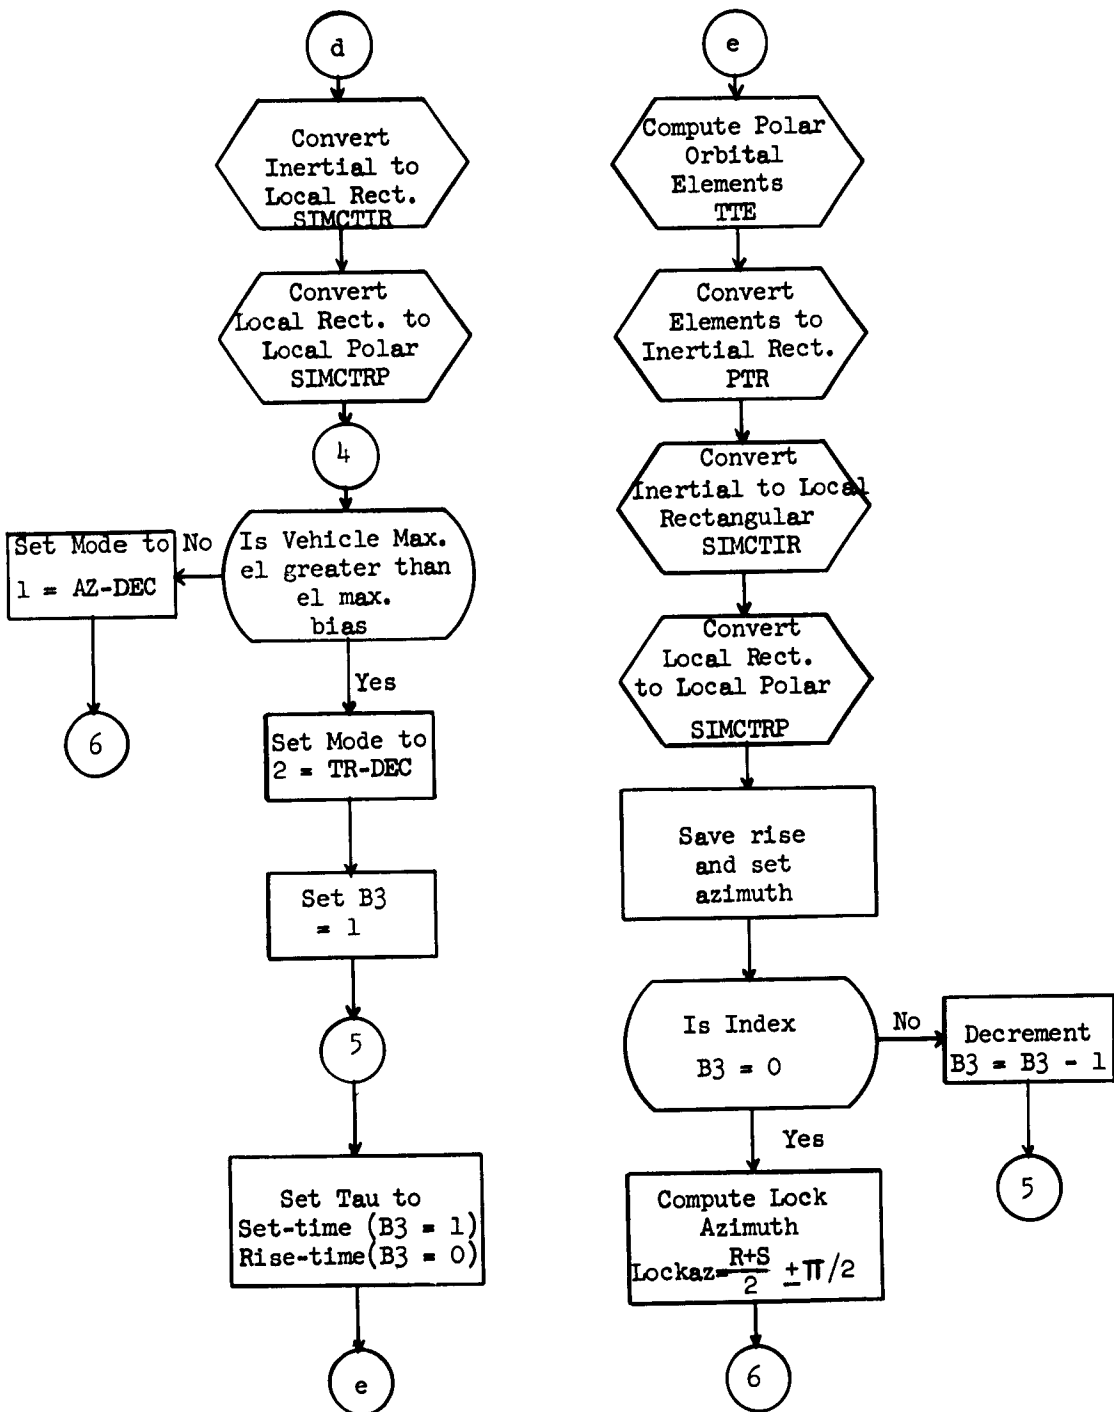 d
Convert
Inertial to
Local Rect.
SIMCTIR
Convert
Local Rect. to
Local Polar
SIMCTRP
4
Is Vehicle Max.
el greater than
el max.
bias
No
Set Mode to
1 = AZ-DEC
6
Yes
Set Mode to
2 = TR-DEC
Set B3
= 1
5
Set Tau to
Set-time (B3 = 1)
Rise-time(B3 = 0)
e
e
Compute Polar
Orbital
Elements
TTE
Convert
Elements to
Inertial Rect.
PTR
Convert
Inertial to Local
Rectangular
SIMCTIR
Convert
Local Rect.
to Local Polar
SIMCTRP
Save rise
and set
azimuth
Is Index
B3 = 0
No
Decrement
B3 = B3 - 1
5
Yes
Compute Lock
Azimuth
Lockaz=R+S/2 ±π/2
6